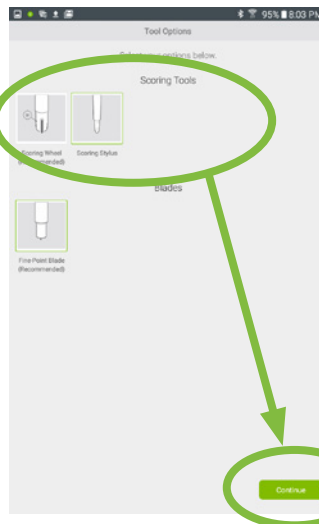 95% 8:03 PM
Tool Options
Select your options below.
Scoring Tools
Scoring Wheel
(Recommended)
Scoring Stylus
Blades
Fine Point Blade
(Recommended)
Continue